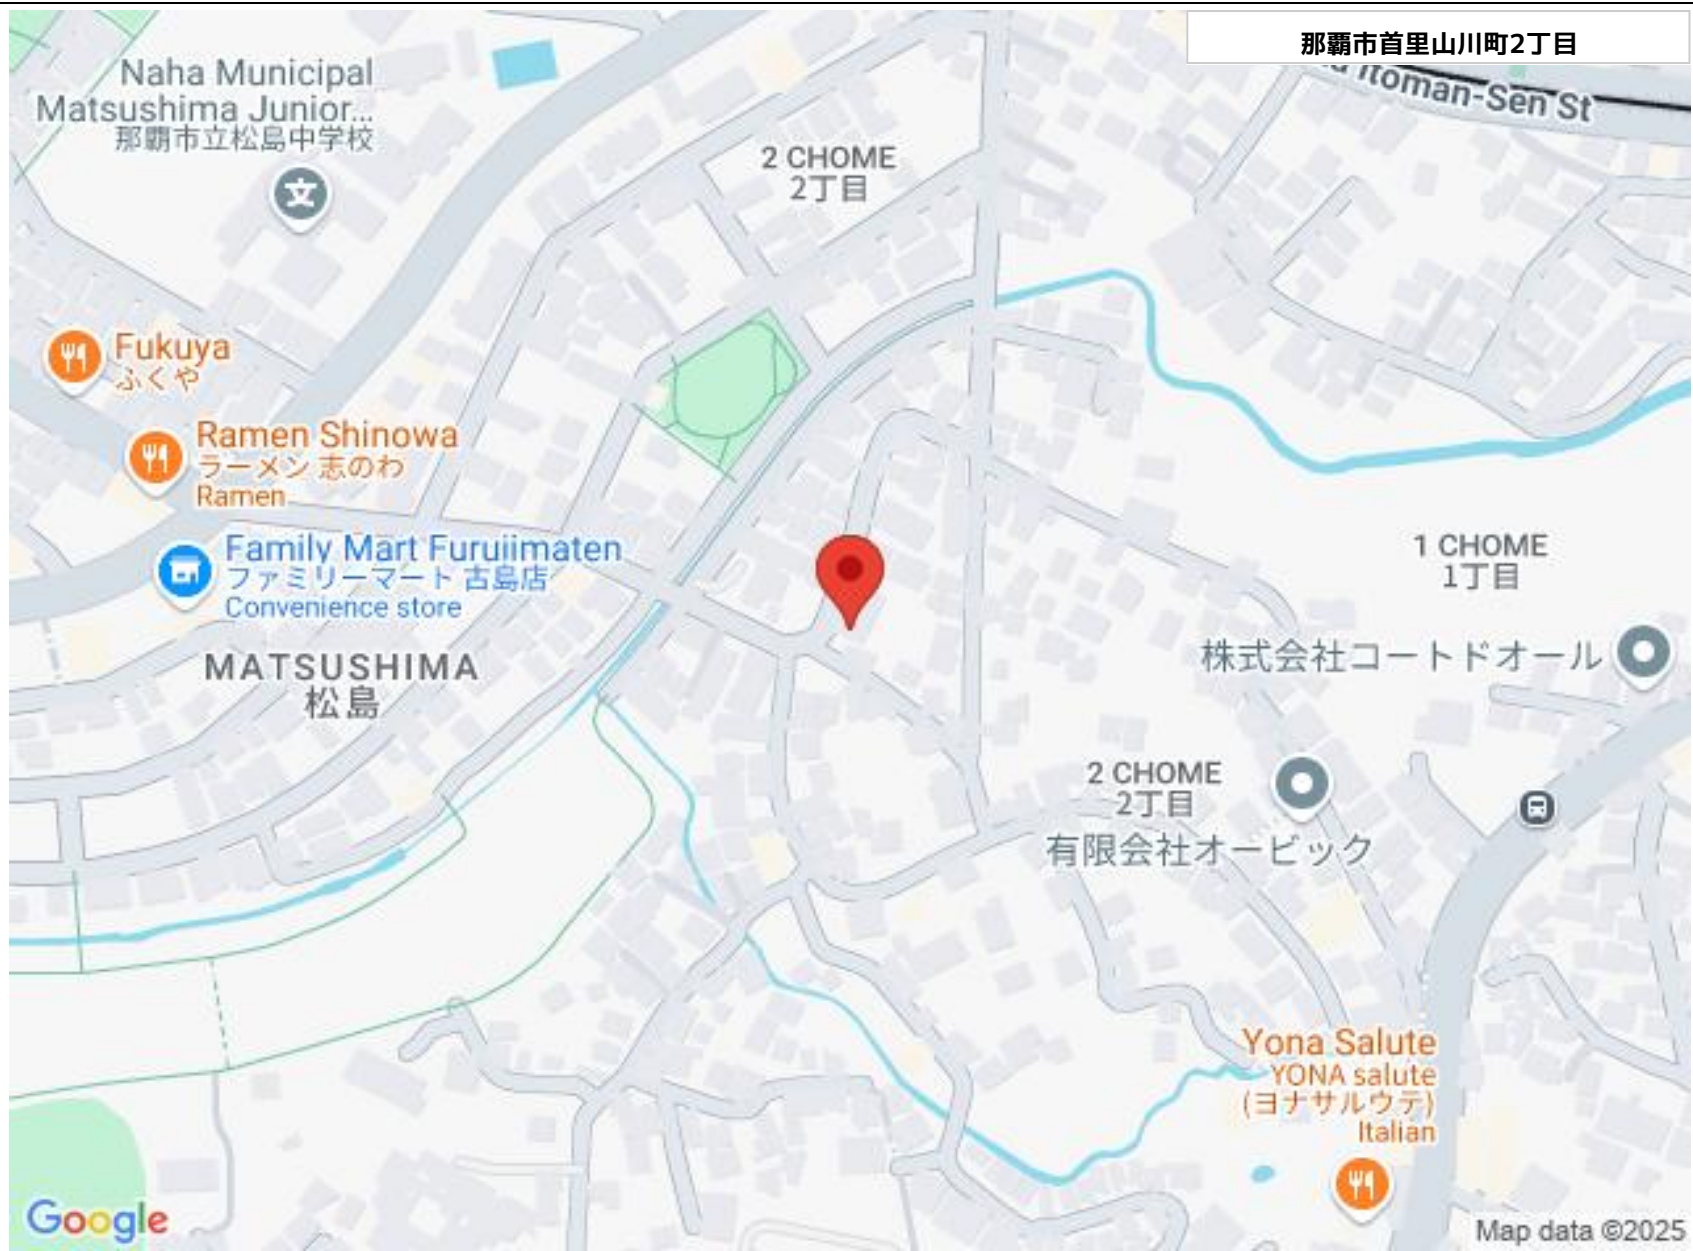 那覇市首里山川町2丁目
Itoman-Sen St
Naha Municipal
Matsushima Junior...
那覇市立松島中学校
2 CHOME
2丁目
Fukuya
ふくや
Ramen Shinowa
ラーメン 志のわ
Ramen
Family Mart Furujimaten
ファミリーマート 古島店
Convenience store
1 CHOME
1丁目
株式会社コートドオール
MATSUSHIMA
松島
2 CHOME
2丁目
有限会社オービック
Yona Salute
YONA salute
(ヨナサルウテ)
Italian
Google
Map data ©2025